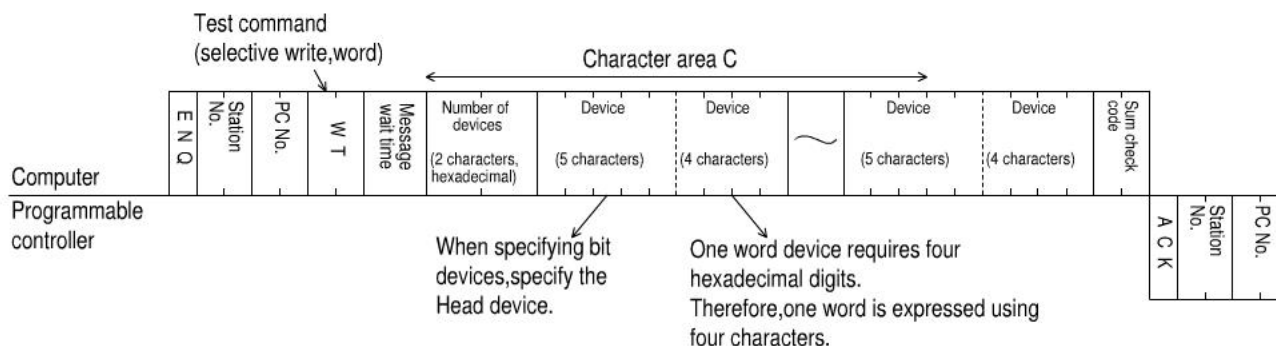 Test command
(selective write,word)
Character area C
E N Q
Station
No.
PC No.
W T
Message
wait time
Number of
devices
(2 characters,
hexadecimal)
Device
(5 characters)
Device
(4 characters)
Device
(5 characters)
Device
(4 characters)
Sum check
code
Computer
Programmable
controller
When specifying bit
devices,specify the
Head device.
One word device requires four
hexadecimal digits.
Therefore,one word is expressed using
four characters.
A C K
Station
No.
PC No.